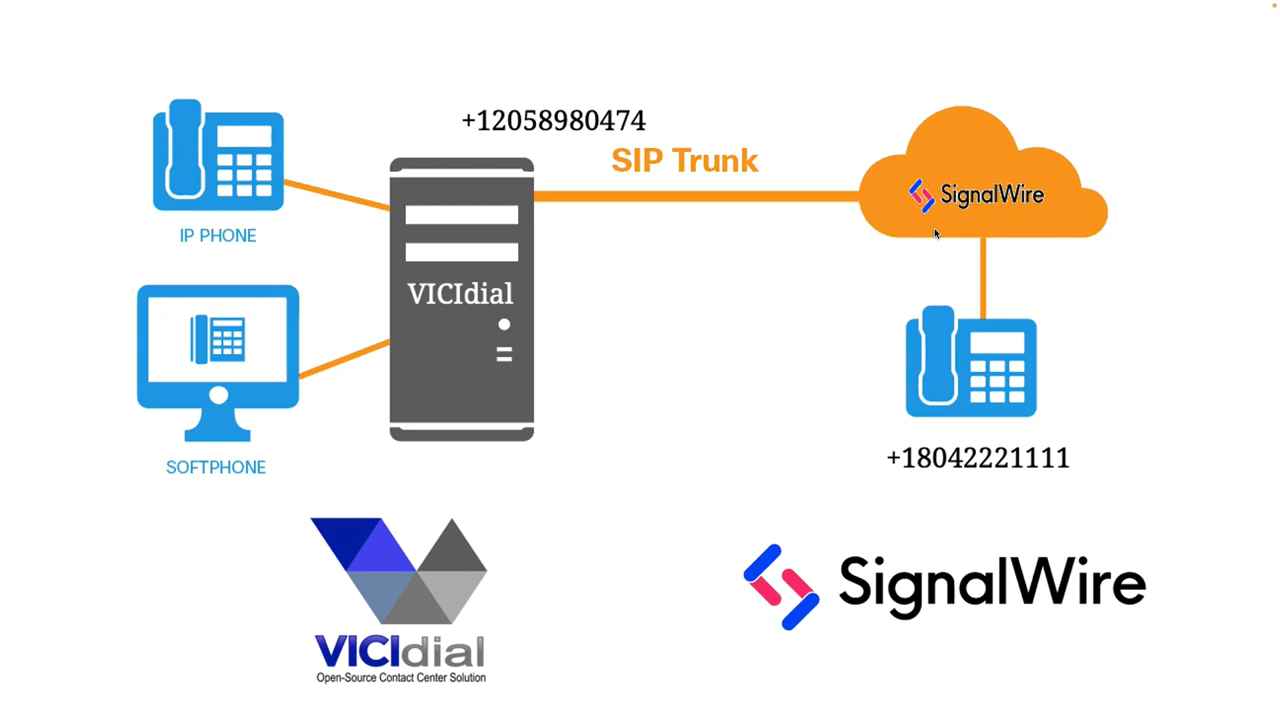 +12058980474
SIP Trunk
SignalWire
IP PHONE
VICIdial
SOFTPHONE
+18042221111
VICIdial
Open-Source Contact Center Solution
SignalWire